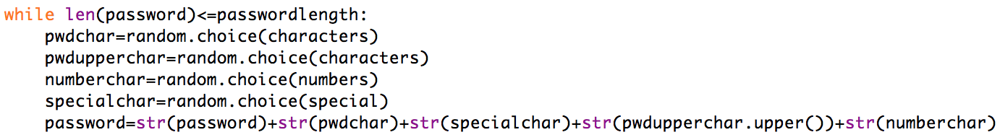 while len(password)<=passwordlength:
    pwdchar=random.choice(characters)
    pwdupperchar=random.choice(characters)
    numberchar=random.choice(numbers)
    specialchar=random.choice(special)
    password=str(password)+str(pwdchar)+str(specialchar)+str(pwdupperchar.upper())+str(numberchar)